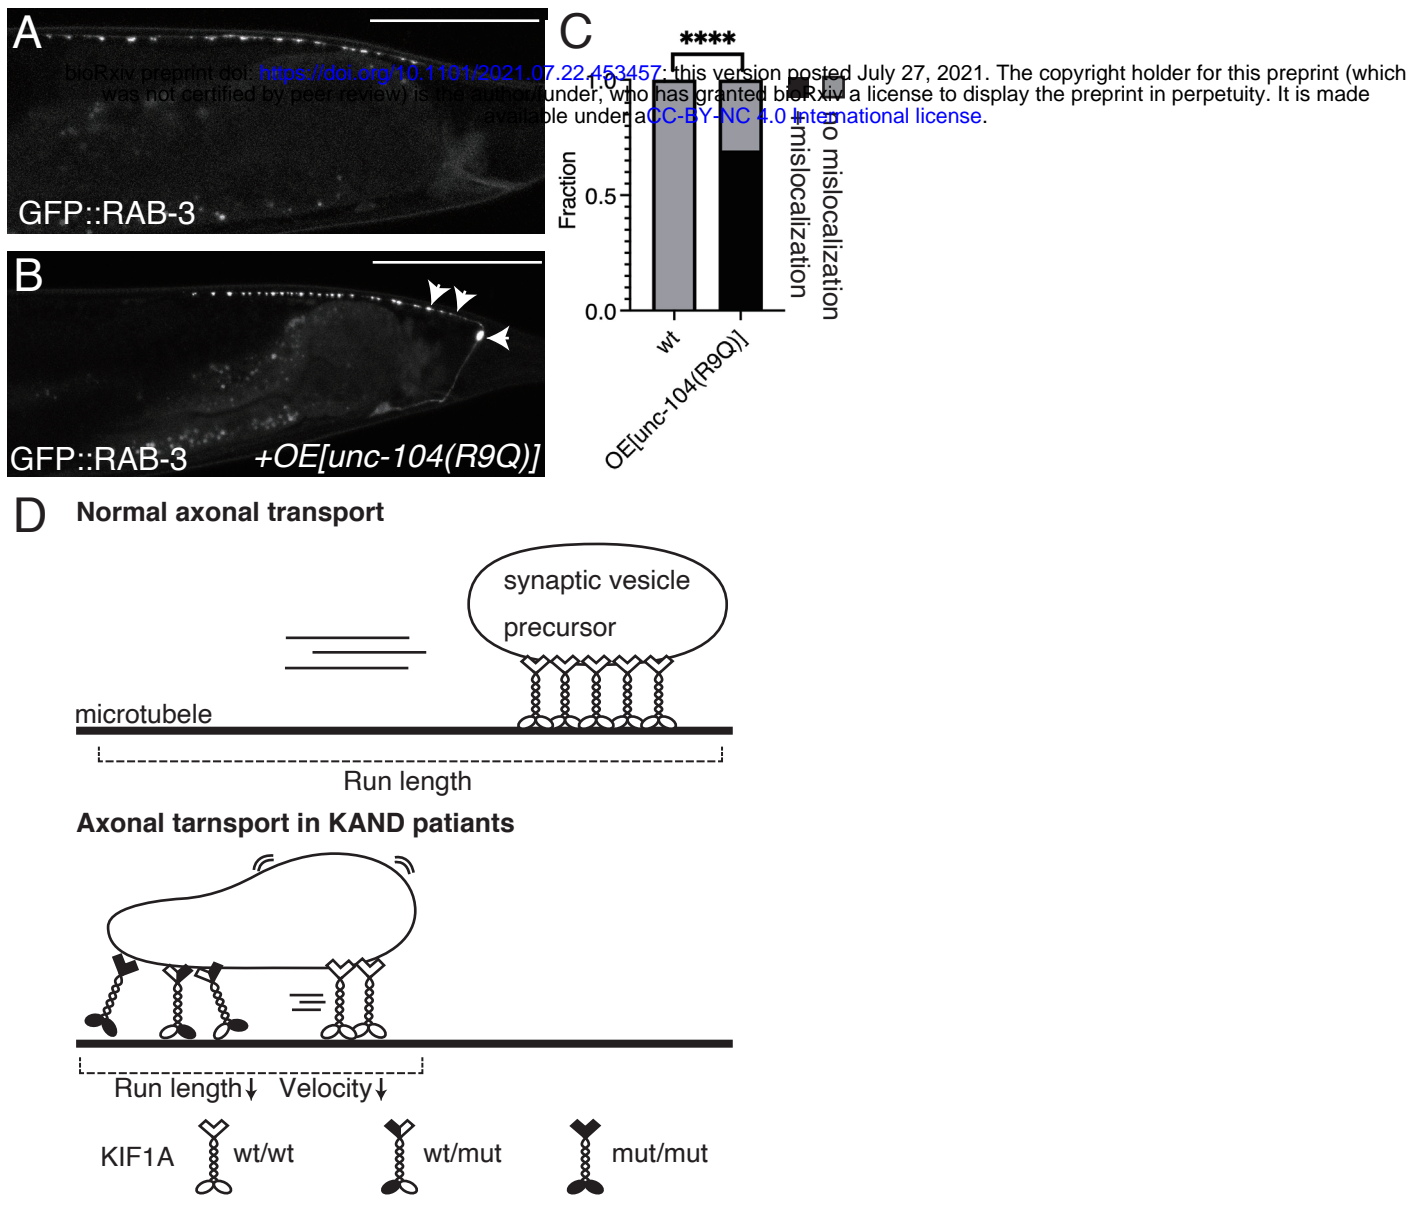 A
C
****
bioRxiv preprint doi: https://doi.org/10.1101/2021.07.22.453457; this version posted July 27, 2021. The copyright holder for this preprint (which
was not certified by peer review) is the author/funder, who has granted bioRxiv a license to display the preprint in perpetuity. It is made
available under aCC-BY-NC 4.0 International license.
GFP::RAB-3
1.0
0.5
0.0
Fraction
wt
OE[unc-104(R9Q)]
+mislocalization
no mislocalization
B
GFP::RAB-3
+OE[unc-104(R9Q)]
D
Normal axonal transport
synaptic vesicle
precursor
microtubele
Run length
Axonal tarnsport in KAND patiants
Run length↓ Velocity↓
KIF1A wt/wt wt/mut mut/mut